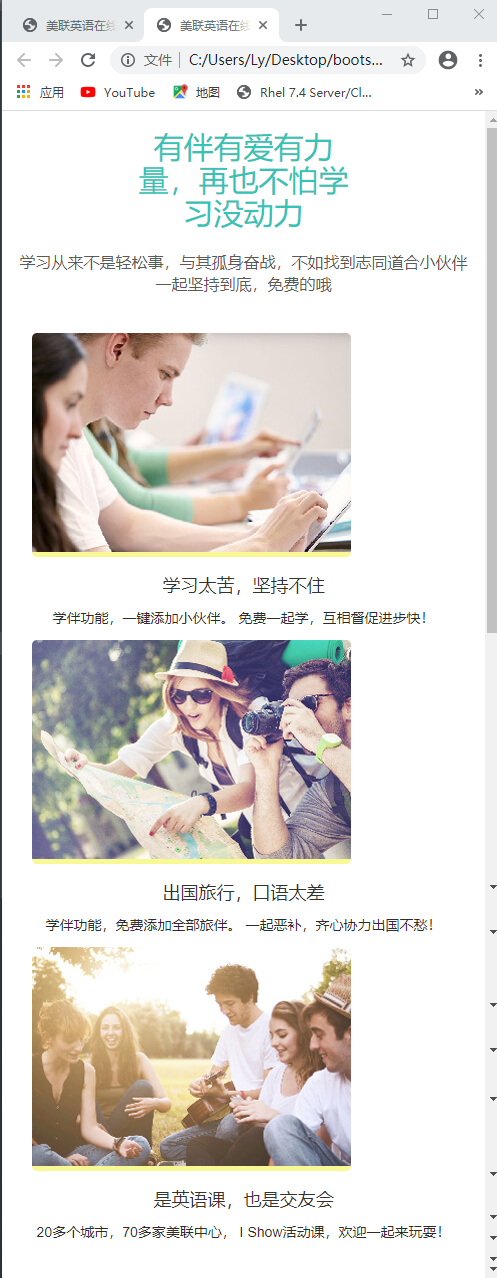 美联英语在线
美联英语在线
文件 C:/Users/Ly/Desktop/boots...
应用 YouTube 地图 Rhel 7.4 Server/Cl...
有伴有爱有力
量，再也不怕学
习没动力
学习从来不是轻松事，与其孤身奋战，不如找到志同道合小伙伴
一起坚持到底，免费的哦
学习太苦，坚持不住
学伴功能，一键添加小伙伴。 免费一起学，互相督促进步快！
出国旅行，口语太差
学伴功能，免费添加全部旅伴。 一起恶补，齐心协力出国不愁！
是英语课，也是交友会
20多个城市，70多家美联中心， I Show活动课，欢迎一起来玩耍！